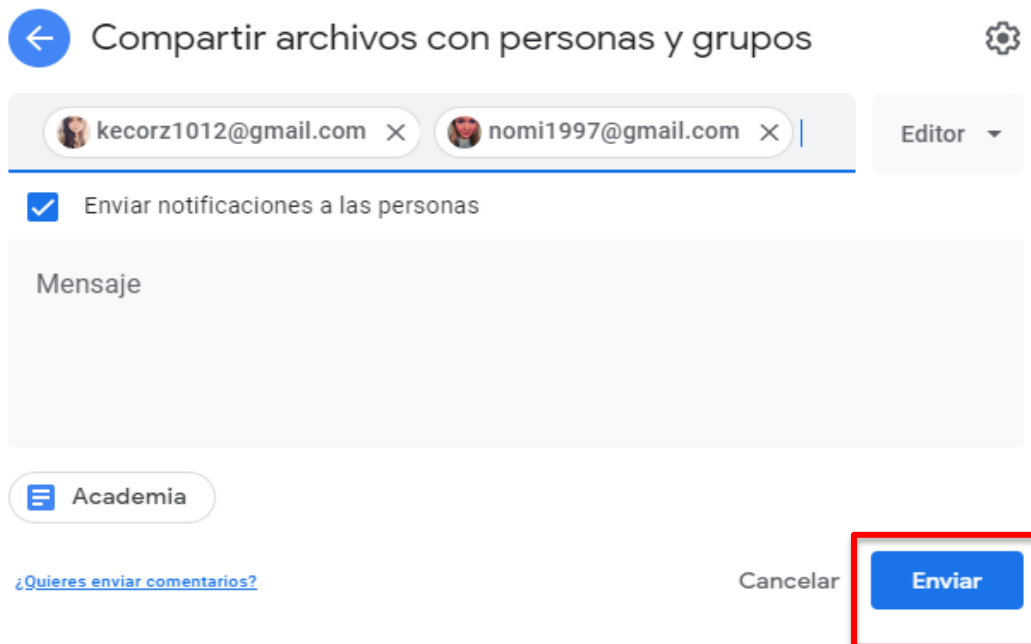 Compartir archivos con personas y grupos
kecorz1012@gmail.com nomi1997@gmail.com Editor
Enviar notificaciones a las personas
Mensaje
Academia
¿Quieres enviar comentarios? Cancelar Enviar